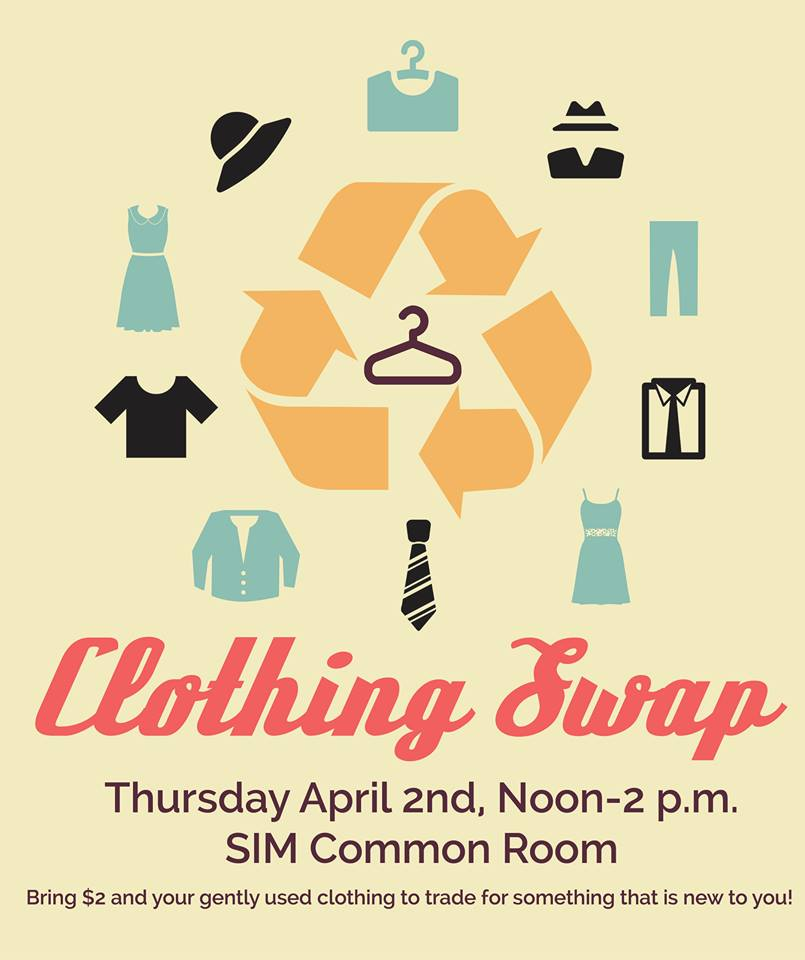 Clothing Swap
Thursday April 2nd, Noon-2 p.m.
SIM Common Room
Bring $2 and your gently used clothing to trade for something that is new to you!